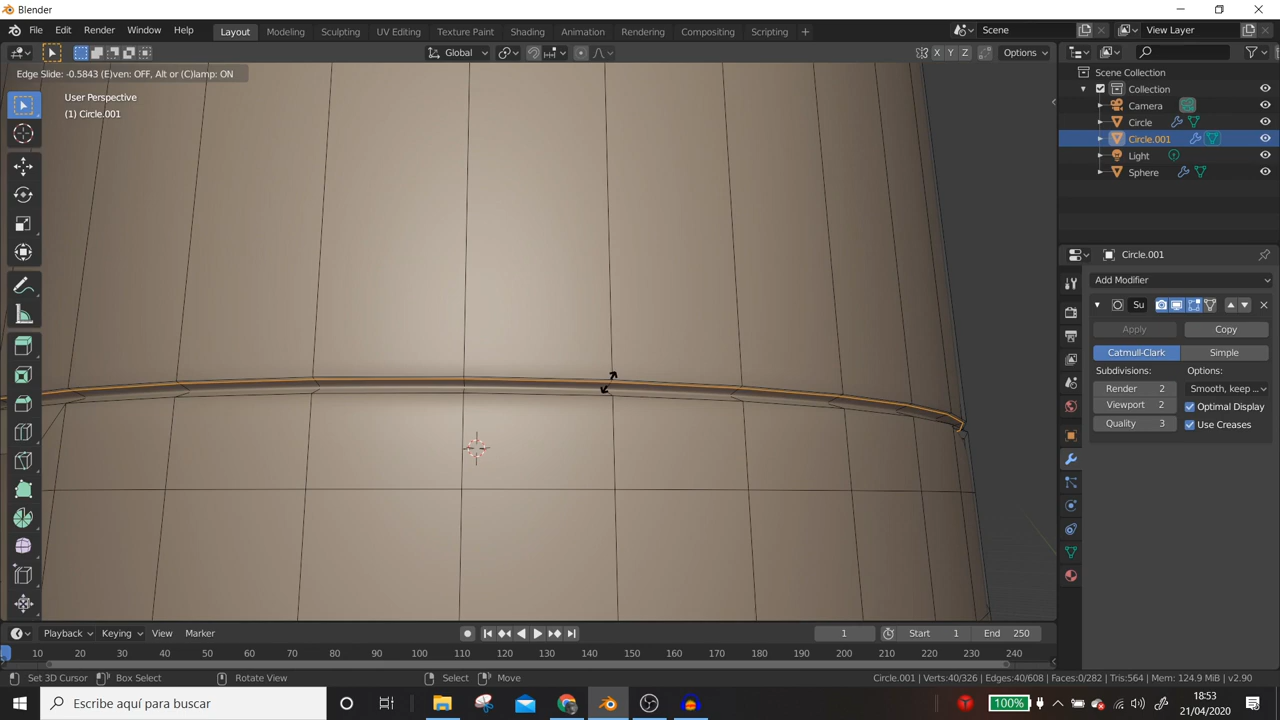 Blender
File Edit Render Window Help Layout Modeling Sculpting UV Editing Texture Paint Shading Animation Rendering Compositing Scripting + Scene View Layer
Global X Y Z Options
Edge Slide: -0.5843 (E)ven: OFF, Alt or (C)lamp: ON
User Perspective
(1) Circle.001
Scene Collection
Collection
Camera
Circle
Circle.001
Light
Sphere
Circle.001
Add Modifier
Su
Apply Copy
Catmull-Clark Simple
Subdivisions: Options:
Render 2 Smooth, keep ...
Viewport 2 Optimal Display
Quality 3 Use Creases
Playback Keying View Marker 1 Start 1 End 250
10 20 30 40 50 60 70 80 90 100 110 120 130 140 150 160 170 180 190 200 210 220 230 240
Set 3D Cursor Box Select Rotate View Select Move Circle.001 | Verts:40/326 | Edges:40/608 | Faces:0/282 | Tris:564 | Mem: 124.9 MiB | v2.90
Escribe aquí para buscar 100% 18:53
21/04/2020